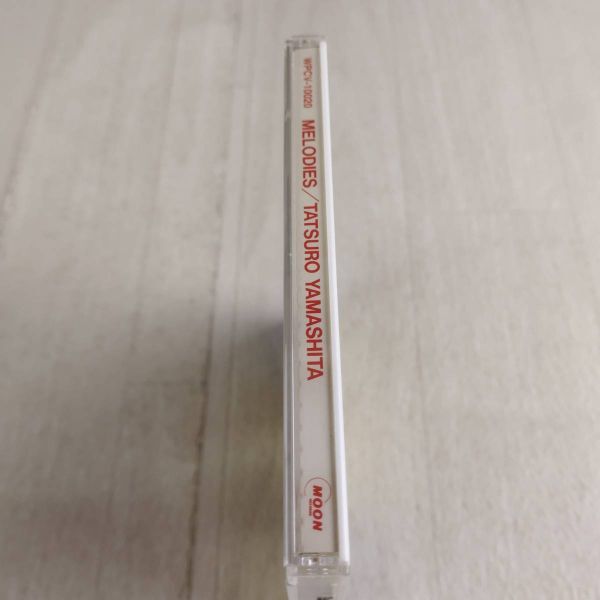 WPCV-10020
MELODIES/TATSURO YAMASHITA
MOON